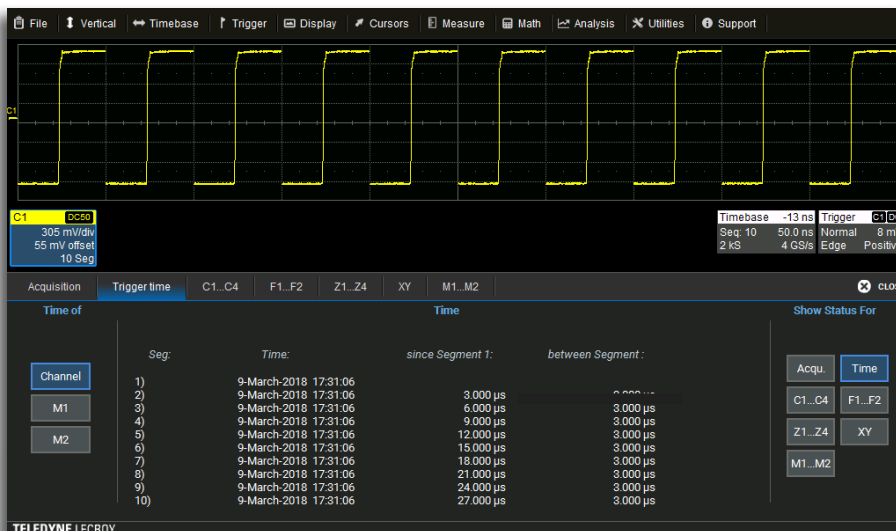 File Vertical Timebase Trigger Display Cursors Measure Math Analysis Utilities Support
C1
C1 DC50
305 mV/div
55 mV offset
10 Seg
Timebase -13 ns Trigger C1
Seq: 10 50.0 ns Normal
2 kS 4 GS/s Edge
Acquisition Trigger time C1...C4 F1...F2 Z1...Z4 XY M1...M2
Time of Time Show Status For
Seg: Time: since Segment 1: between Segment :
Channel
M1
M2
1) 9-March-2018 17:31:06
2) 9-March-2018 17:31:06 3.000 µs
3) 9-March-2018 17:31:06 6.000 µs 3.000 µs
4) 9-March-2018 17:31:06 9.000 µs 3.000 µs
5) 9-March-2018 17:31:06 12.000 µs 3.000 µs
6) 9-March-2018 17:31:06 15.000 µs 3.000 µs
7) 9-March-2018 17:31:06 18.000 µs 3.000 µs
8) 9-March-2018 17:31:06 21.000 µs 3.000 µs
9) 9-March-2018 17:31:06 24.000 µs 3.000 µs
10) 9-March-2018 17:31:06 27.000 µs 3.000 µs
Acqu. Time
C1...C4 F1...F2
Z1...Z4 XY
M1...M2
TELEDYNE LECROY